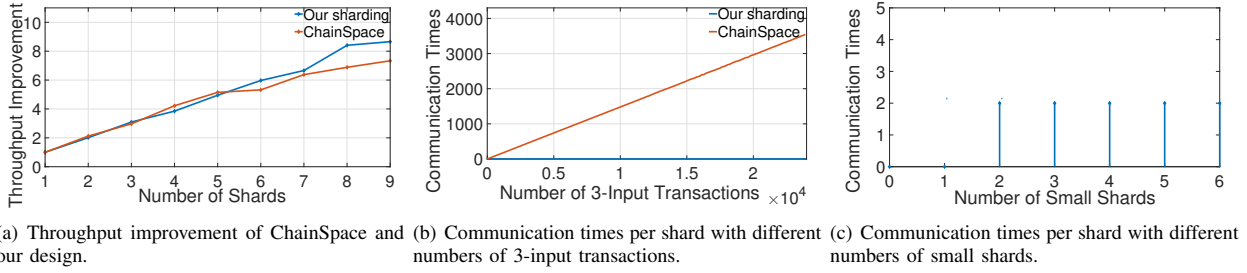 Throughput Improvement
10
8
6
4
2
0
1 2 3 4 5 6 7 8 9
Number of Shards
Our sharding
ChainSpace
(a) Throughput improvement of ChainSpace and
our design.
Communication Times
4000
3000
2000
1000
0
0 0.5 1 1.5 2
×10⁴
Number of 3-Input Transactions
Our sharding
ChainSpace
(b) Communication times per shard with different
numbers of 3-input transactions.
Communication Times
5
4
3
2
1
0
0 1 2 3 4 5 6
Number of Small Shards
(c) Communication times per shard with different
numbers of small shards.